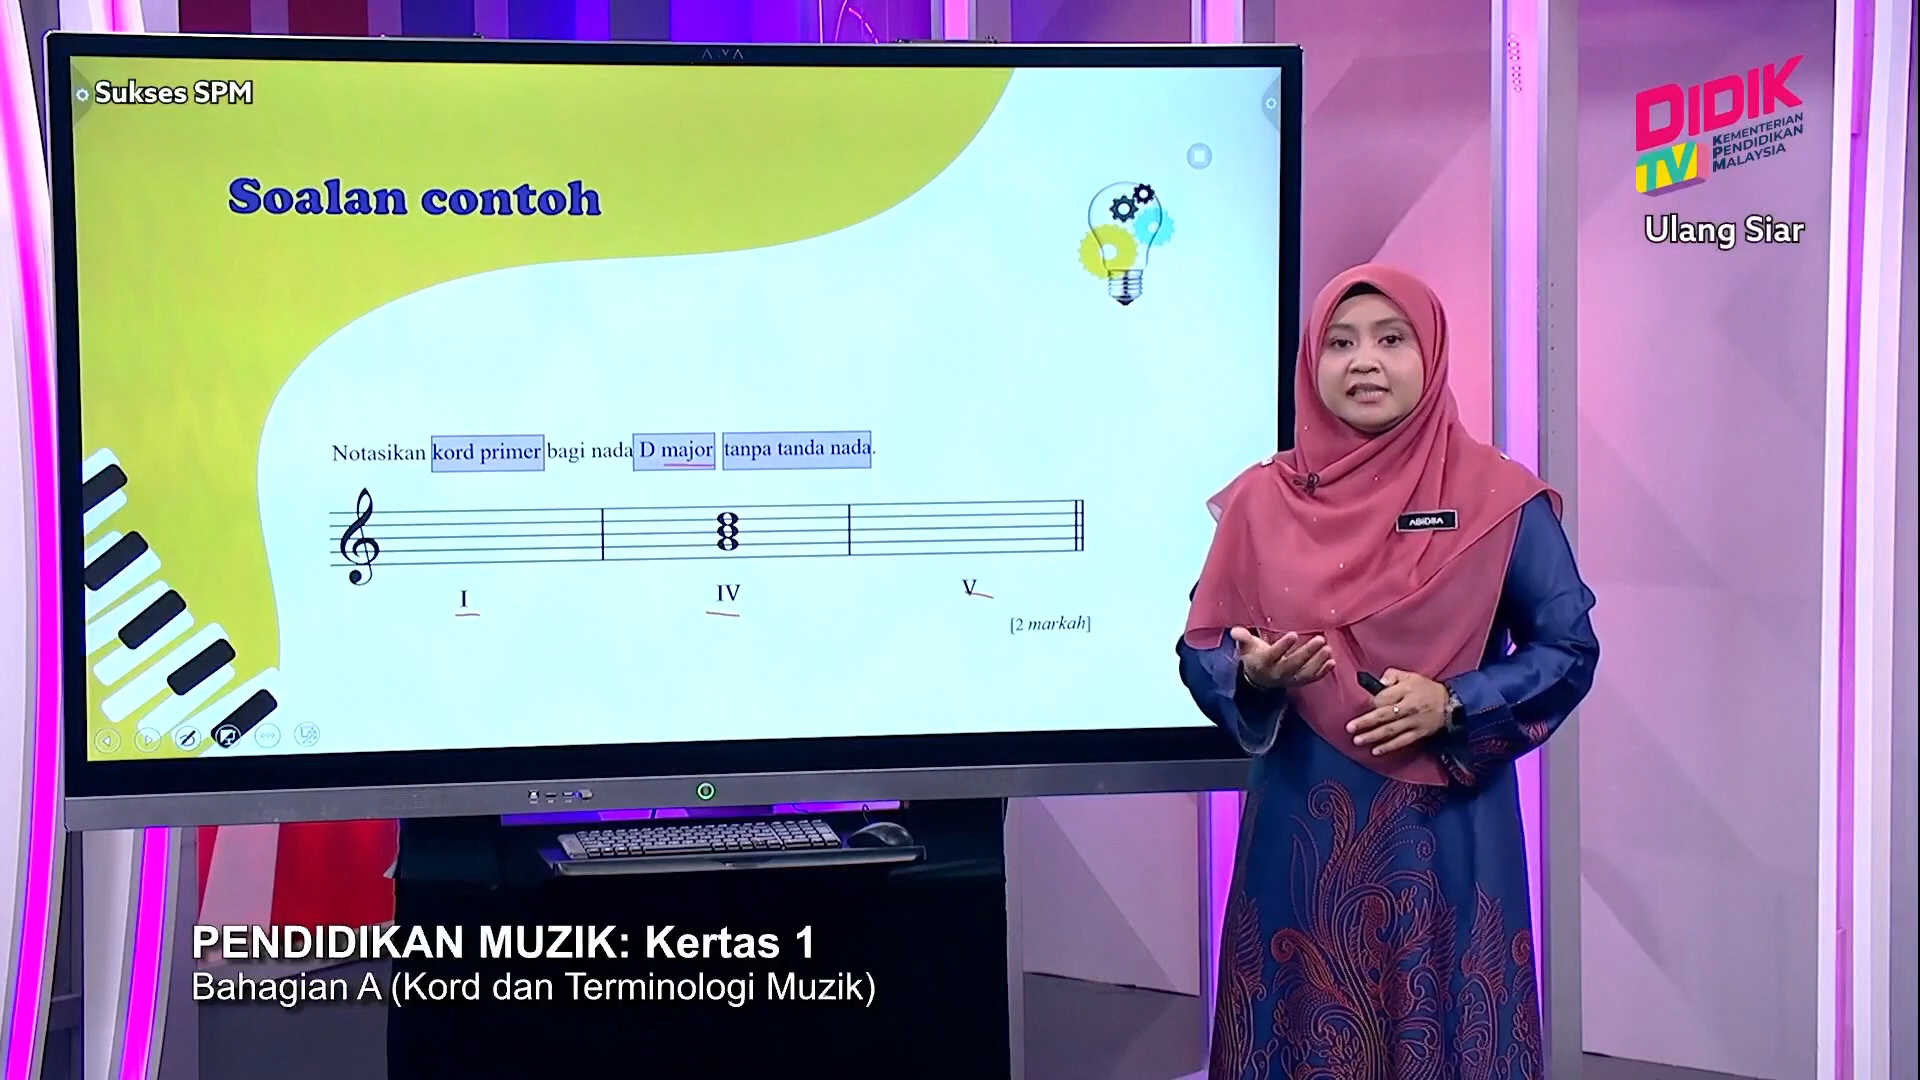 Sukses SPM
Soalan contoh
Notasikan kord primer bagi nada D major tanpa tanda nada.
I IV V
[2 markah]
DIDIK
TV
KEMENTERIAN
PENDIDIKAN
MALAYSIA
Ulang Siar
PENDIDIKAN MUZIK: Kertas 1
Bahagian A (Kord dan Terminologi Muzik)